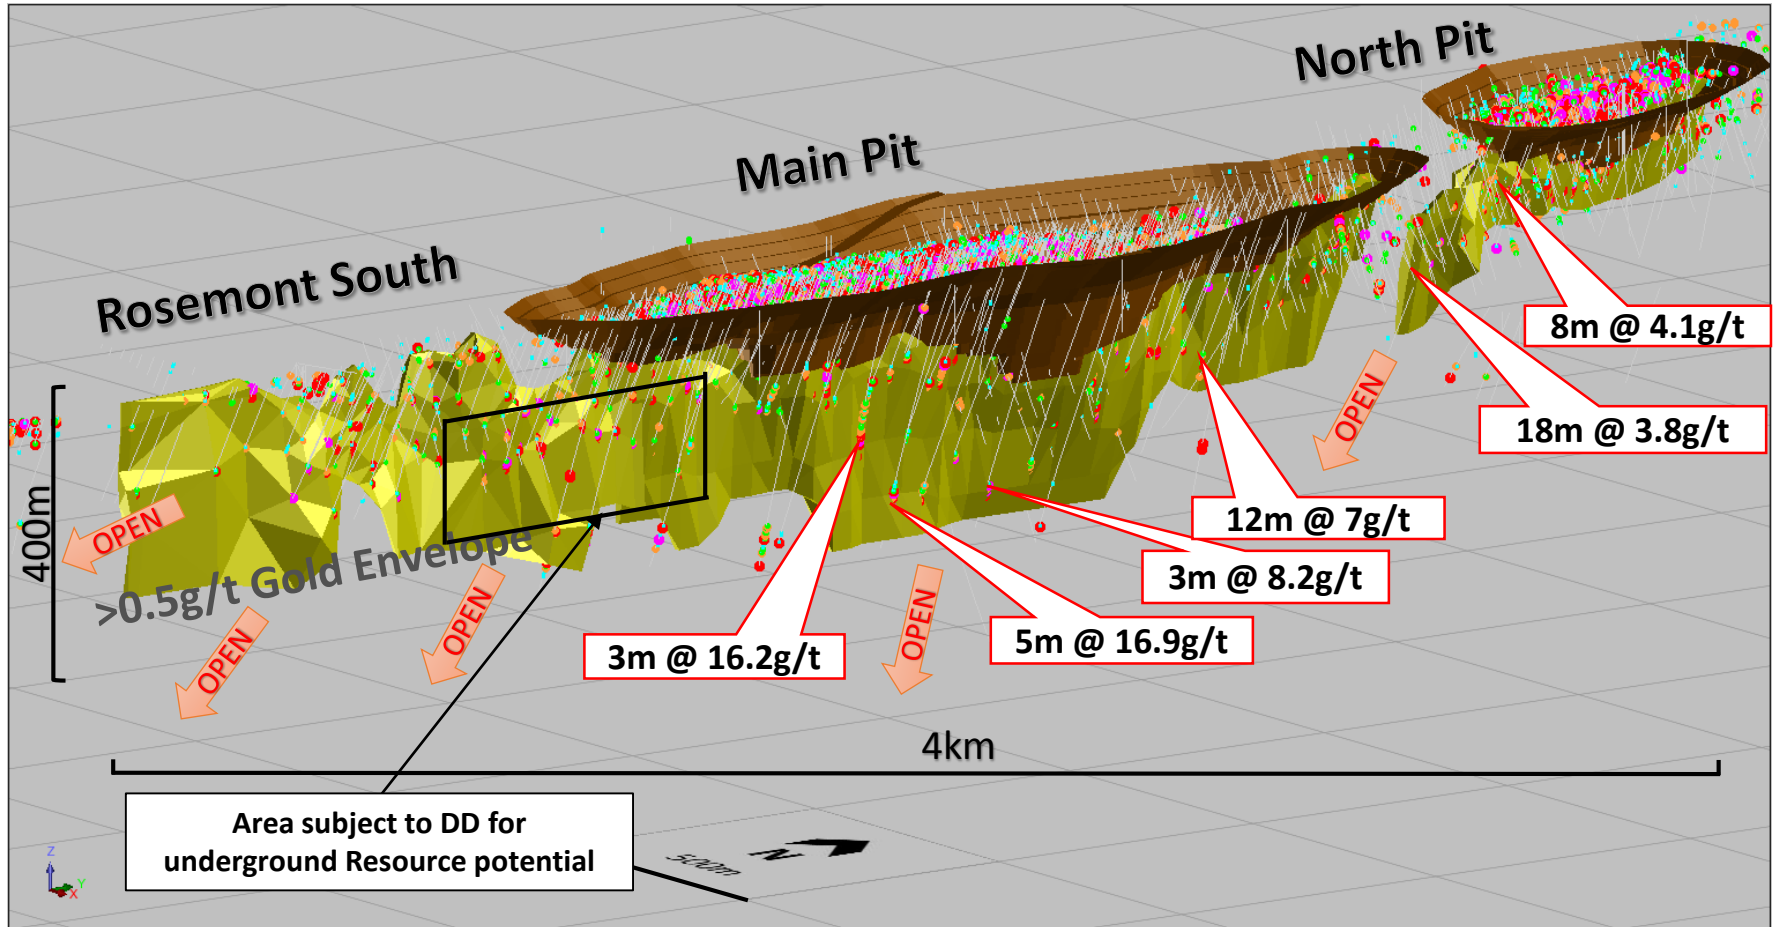 North Pit
Main Pit
Rosemont South
8m @ 4.1g/t
18m @ 3.8g/t
12m @ 7g/t
3m @ 8.2g/t
5m @ 16.9g/t
3m @ 16.2g/t
OPEN
OPEN
OPEN
OPEN
OPEN
400m
>0.5g/t Gold Envelope
4km
Area subject to DD for
underground Resource potential
500m
N
Z
Y
X